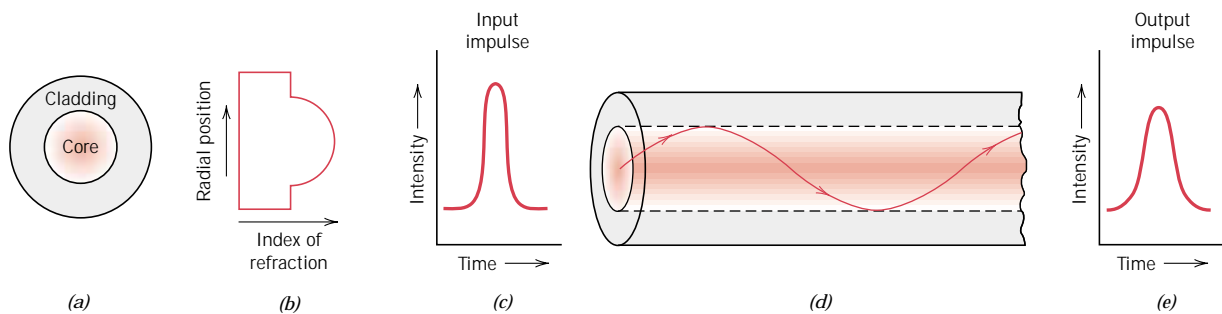 Cladding
Core
(a)
Radial position
Index of
refraction
(b)
Input
impulse
Intensity
Time
(c)
(d)
Output
impulse
Intensity
Time
(e)